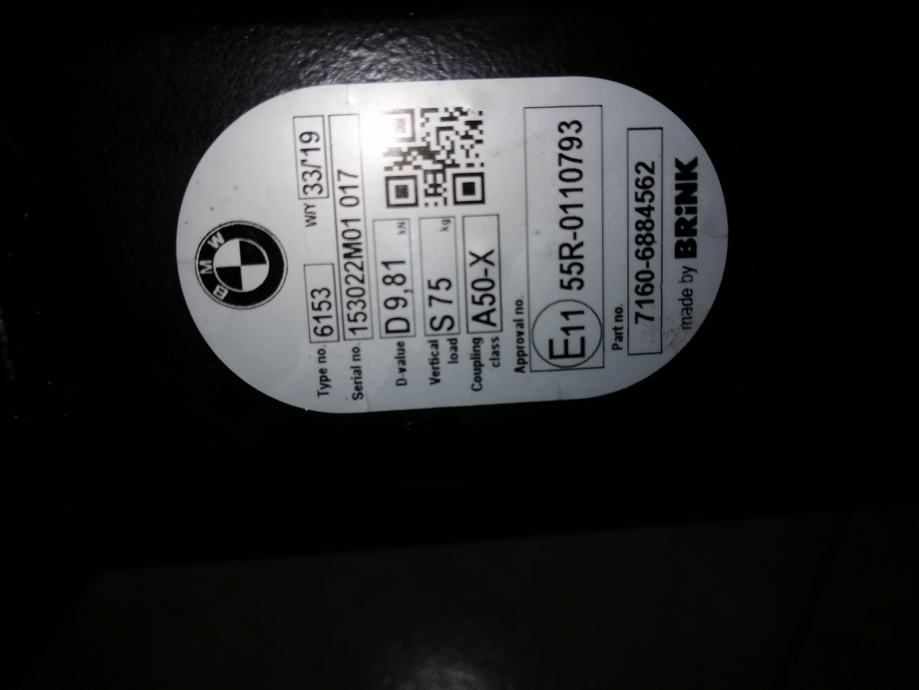 BMW
Type no. 6153 W/Y 33/'19
Serial no. 153022M01 017
D-value D 9,81 kN
Vertical load S 75 kg
Coupling class A50-X
Approval no.
E11 55R-0110793
Part no.
7160-6884562
made by BRiNK